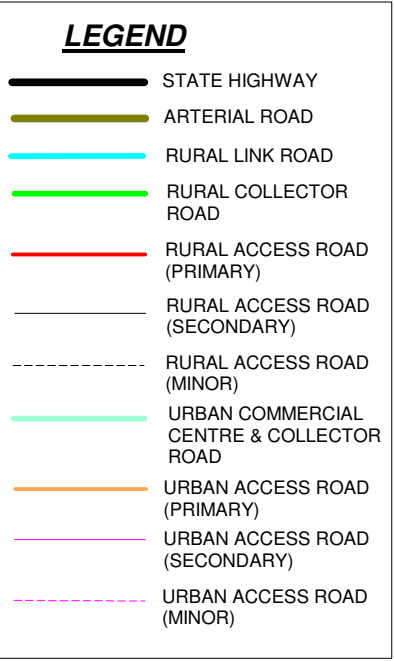 LEGEND
STATE HIGHWAY
ARTERIAL ROAD
RURAL LINK ROAD
RURAL COLLECTOR
ROAD
RURAL ACCESS ROAD
(PRIMARY)
RURAL ACCESS ROAD
(SECONDARY)
RURAL ACCESS ROAD
(MINOR)
URBAN COMMERCIAL
CENTRE & COLLECTOR
ROAD
URBAN ACCESS ROAD
(PRIMARY)
URBAN ACCESS ROAD
(SECONDARY)
URBAN ACCESS ROAD
(MINOR)